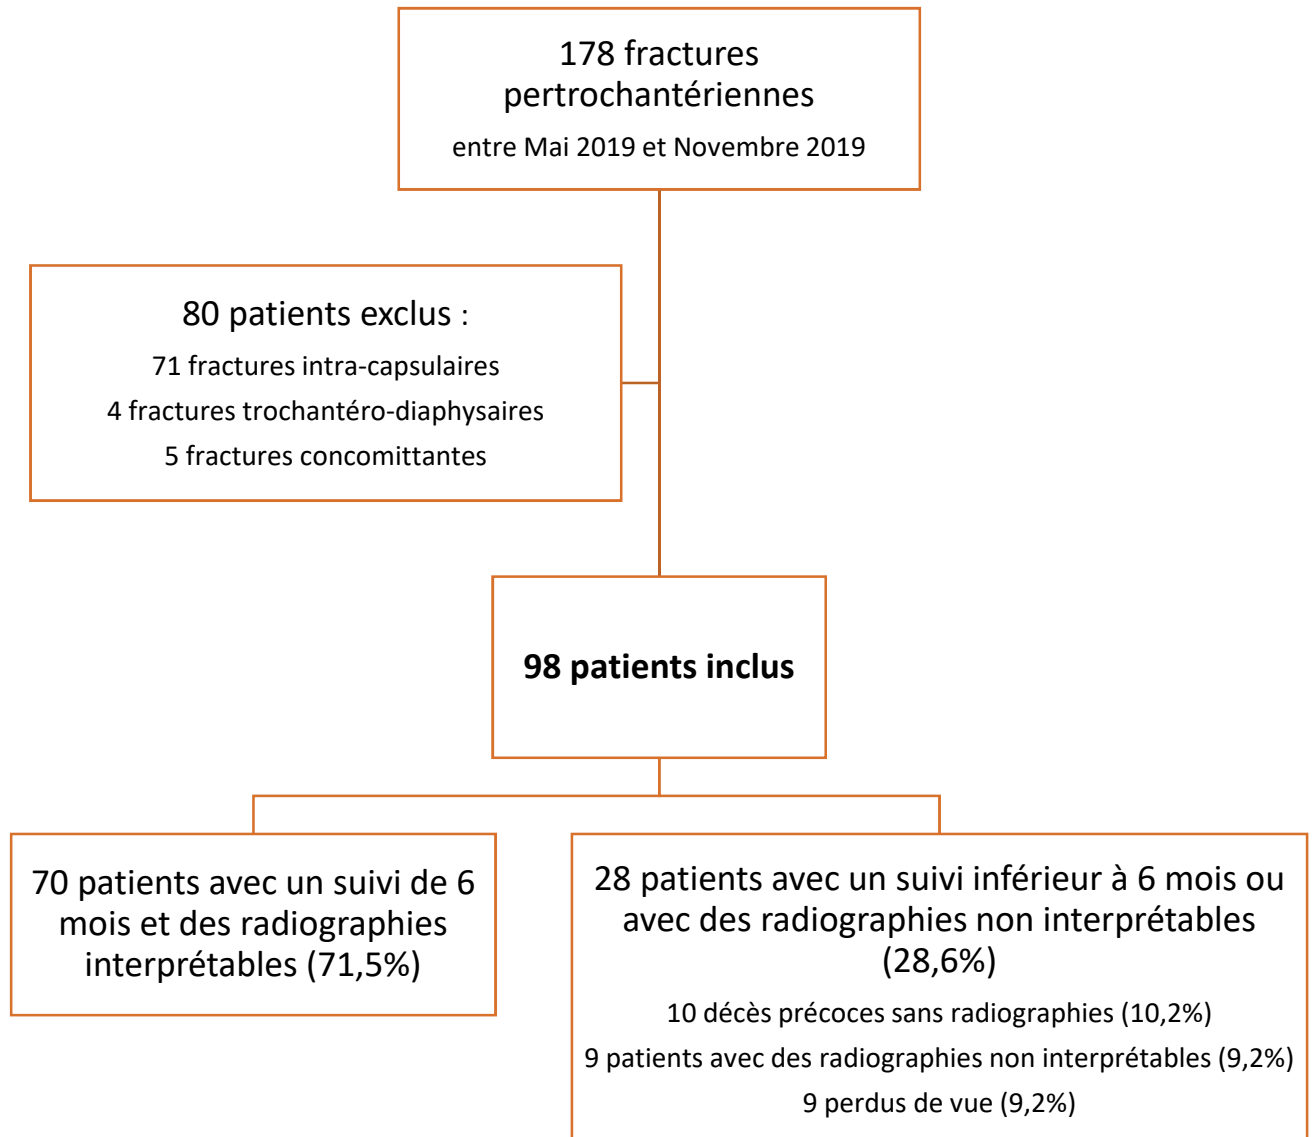 178 fractures
pertrochantériennes
entre Mai 2019 et Novembre 2019
80 patients exclus :
71 fractures intra-capsulaires
4 fractures trochantéro-diaphysaires
5 fractures concomittantes
98 patients inclus
70 patients avec un suivi de 6
mois et des radiographies
interprétables (71,5%)
28 patients avec un suivi inférieur à 6 mois ou
avec des radiographies non interprétables
(28,6%)
10 décès précoces sans radiographies (10,2%)
9 patients avec des radiographies non interprétables (9,2%)
9 perdus de vue (9,2%)